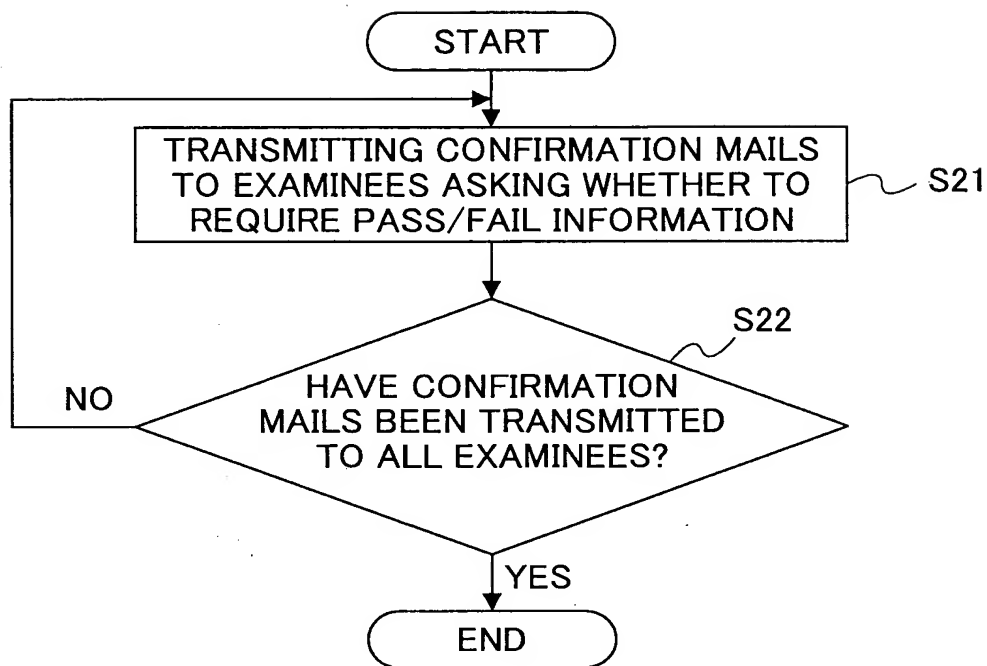 START
TRANSMITTING CONFIRMATION MAILS
TO EXAMINEES ASKING WHETHER TO
REQUIRE PASS/FAIL INFORMATION
S21
S22
HAVE CONFIRMATION
MAILS BEEN TRANSMITTED
TO ALL EXAMINEES?
NO
YES
END